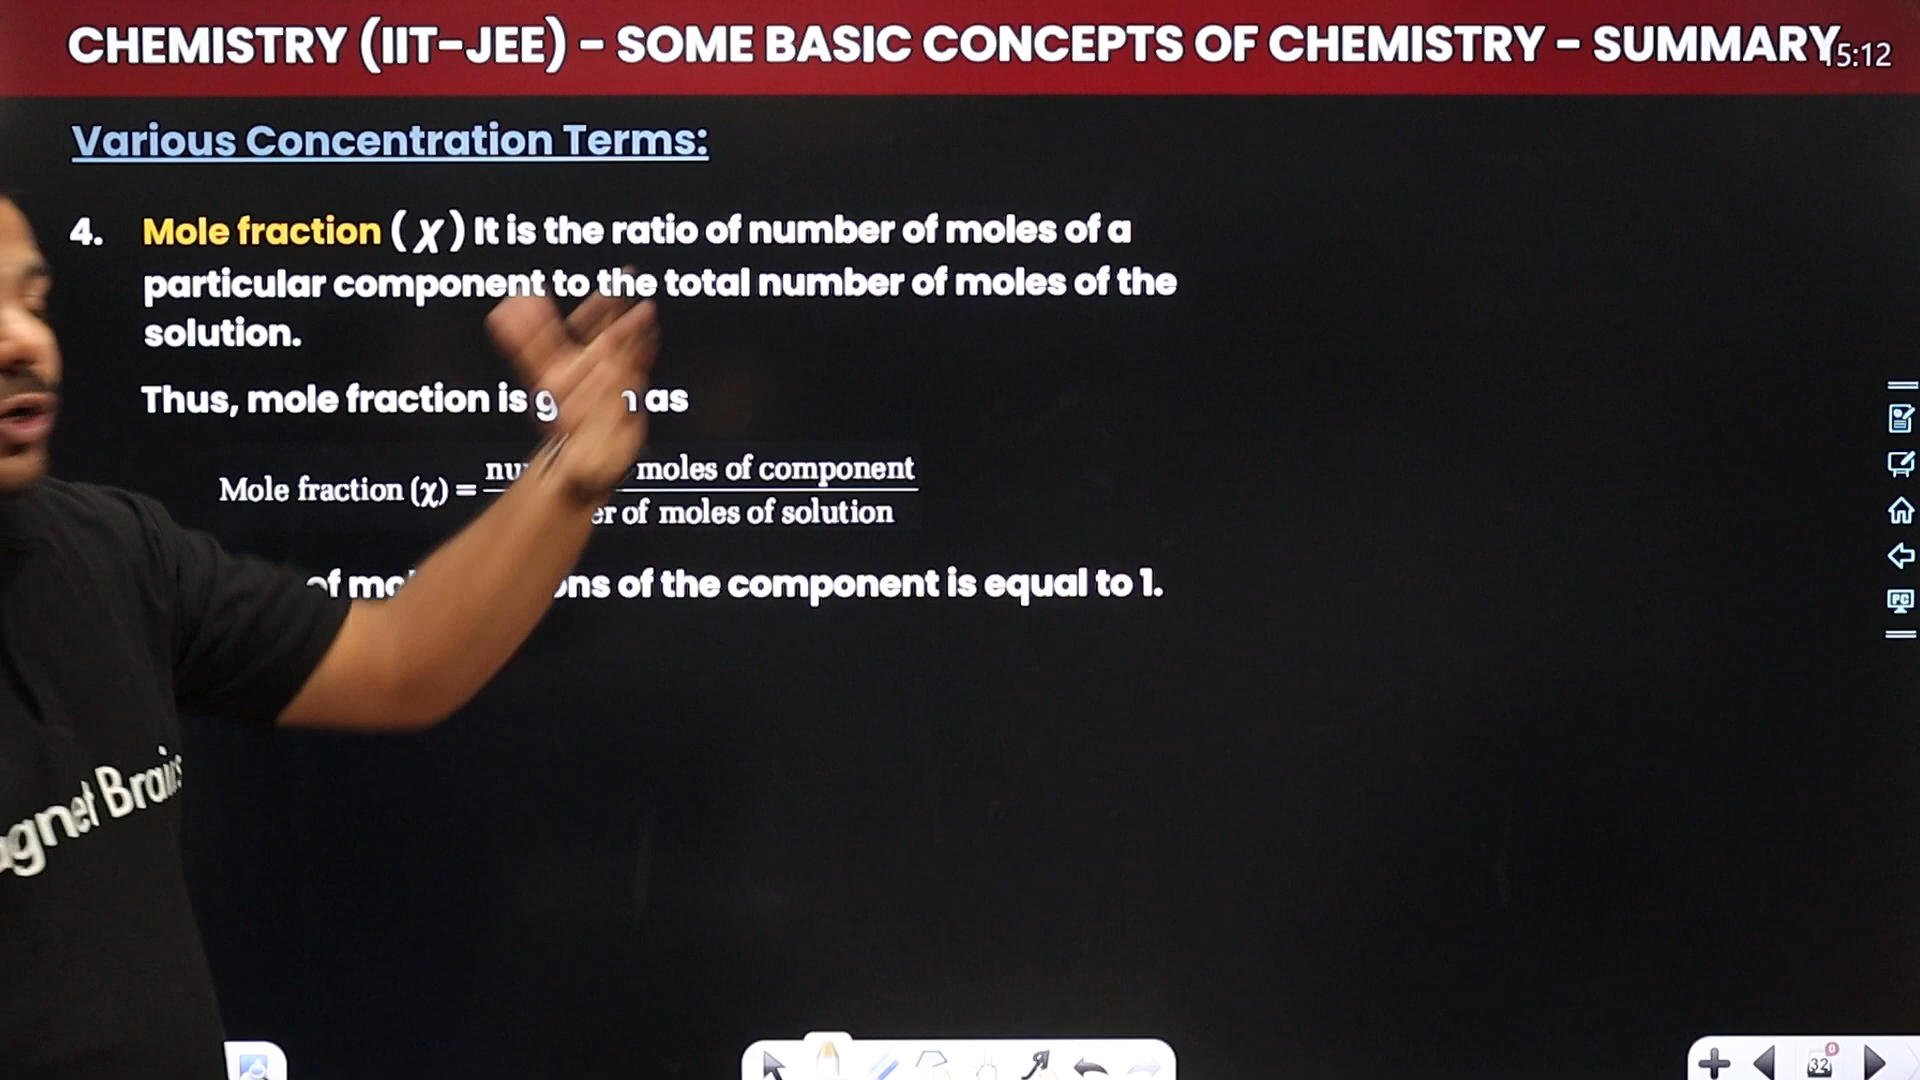 CHEMISTRY (IIT-JEE) - SOME BASIC CONCEPTS OF CHEMISTRY - SUMMARY
5:12
Various Concentration Terms:
4. Mole fraction (χ) It is the ratio of number of moles of a
particular component to the total number of moles of the
solution.
Thus, mole fraction is as
Mole fraction (χ) = moles of component
of moles of solution
of the component is equal to 1.
agnet Brains
32